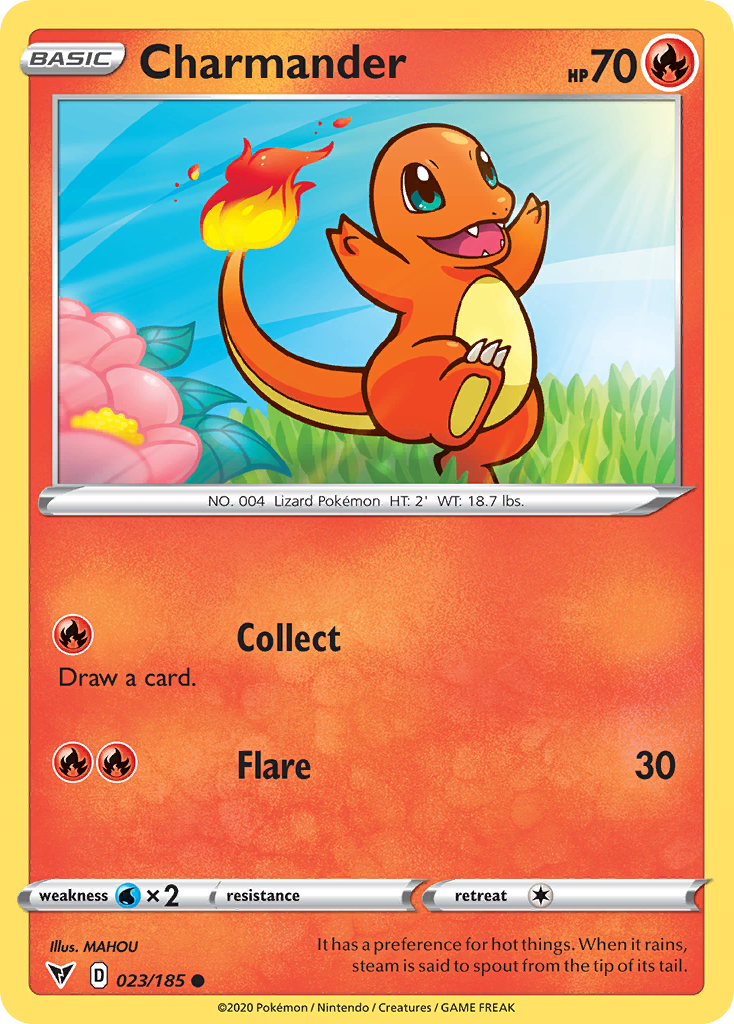 BASIC Charmander HP 70
NO. 004 Lizard Pokémon HT: 2' WT: 18.7 lbs.
Collect
Draw a card.
Flare 30
weakness ×2 resistance retreat
Illus. MAHOU
It has a preference for hot things. When it rains,
steam is said to spout from the tip of its tail.
D 023/185
©2020 Pokémon / Nintendo / Creatures / GAME FREAK